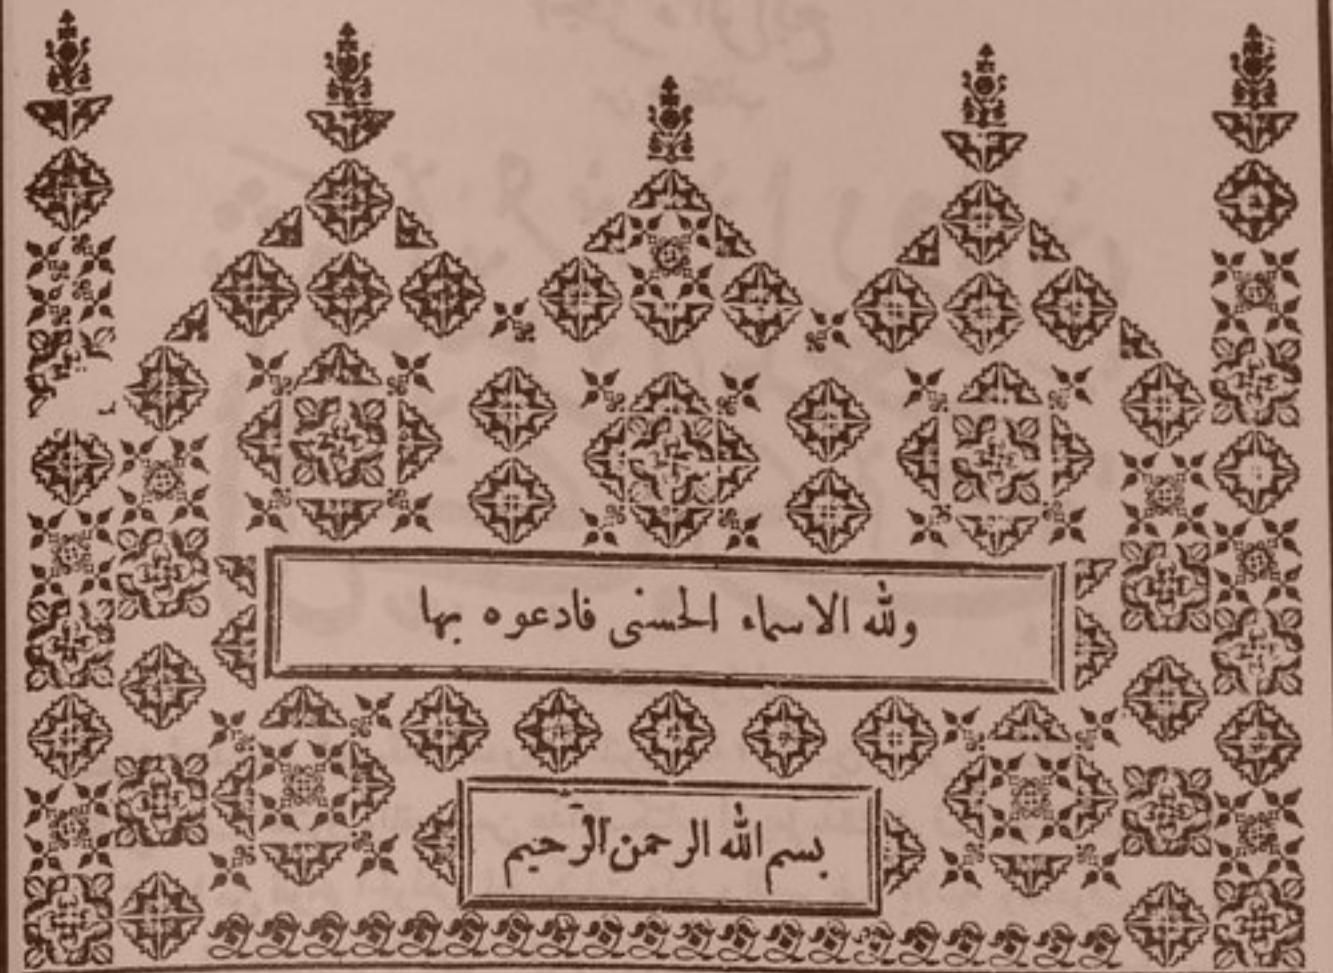 ولله الاسماء الحسنى فادعوه بها
بسم الله الرحمن الرحيم